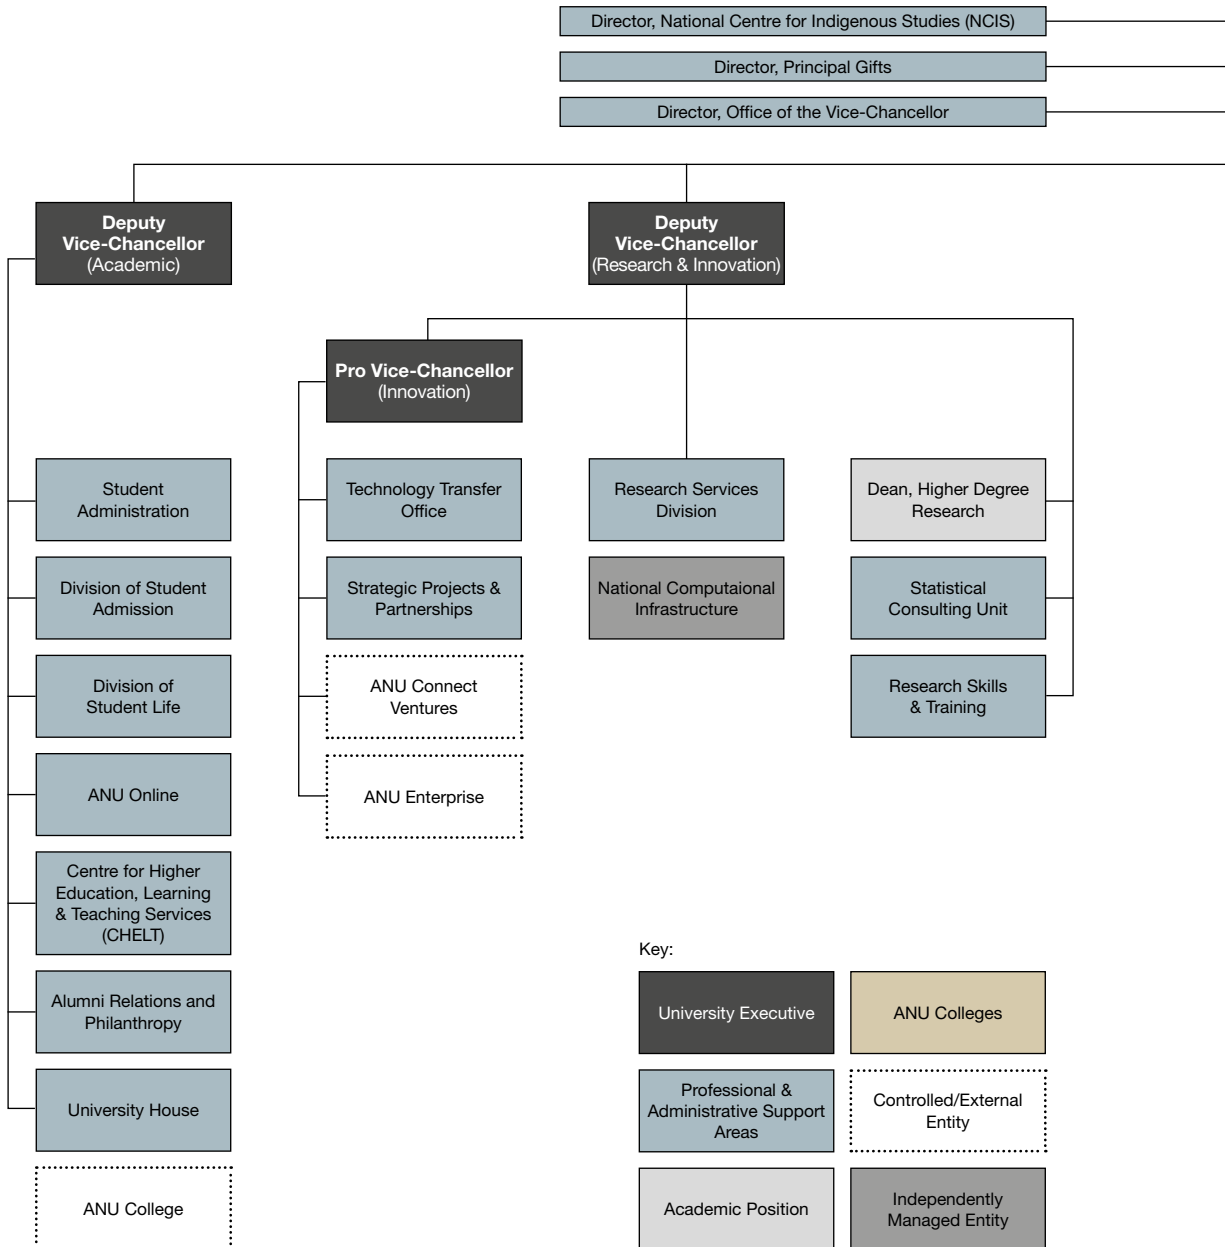 Director, National Centre for Indigenous Studies (NCIS)
Director, Principal Gifts
Director, Office of the Vice-Chancellor
Deputy
Vice-Chancellor
(Academic)
Deputy
Vice-Chancellor
(Research & Innovation)
Pro Vice-Chancellor
(Innovation)
Student
Administration
Technology Transfer
Office
Research Services
Division
Dean, Higher Degree
Research
Division of Student
Admission
Strategic Projects &
Partnerships
National Computaional
Infrastructure
Statistical
Consulting Unit
Division of
Student Life
ANU Connect
Ventures
Research Skills
& Training
ANU Online
ANU Enterprise
Centre for Higher
Education, Learning
& Teaching Services
(CHELT)
Alumni Relations and
Philanthropy
University House
ANU College
Key:
University Executive
ANU Colleges
Professional &
Administrative Support
Areas
Controlled/External
Entity
Academic Position
Independently
Managed Entity